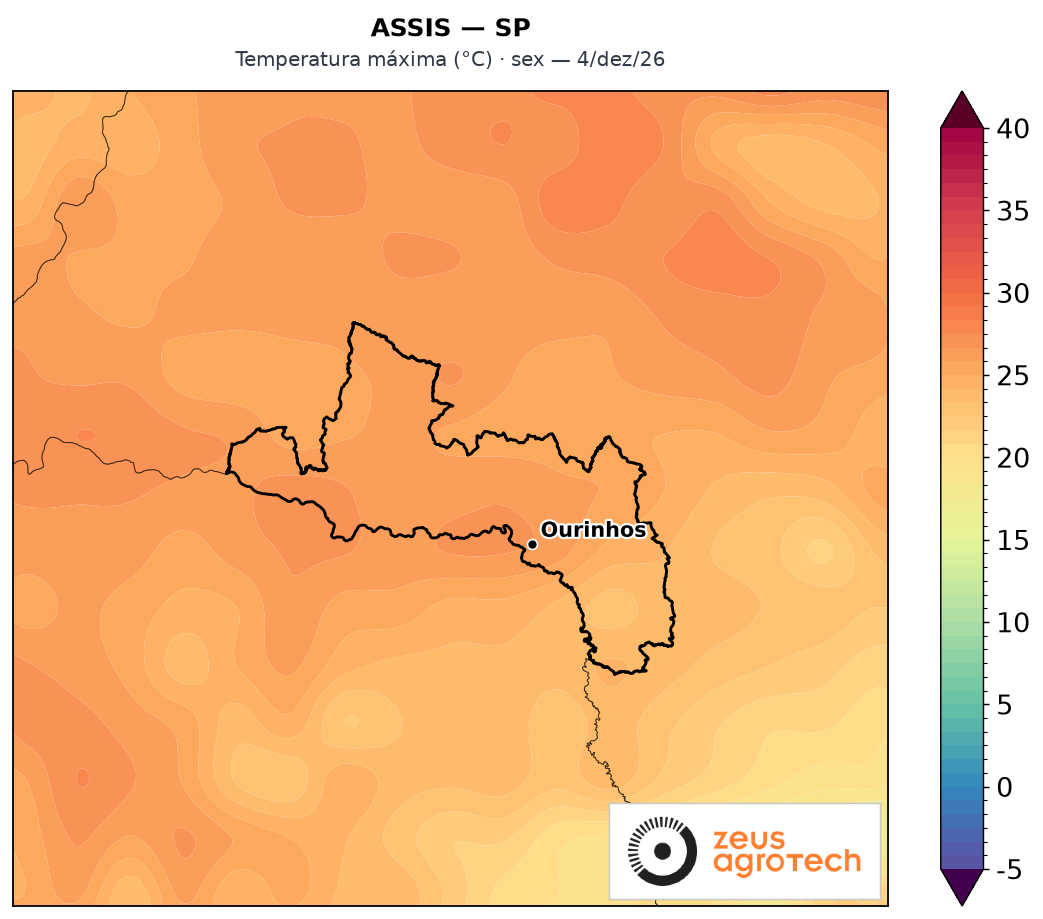 ASSIS — SP
Temperatura máxima (°C) · sex — 4/dez/26
40
35
30
25
20
15
10
5
0
-5
Ourinhos
zeus
agrotech